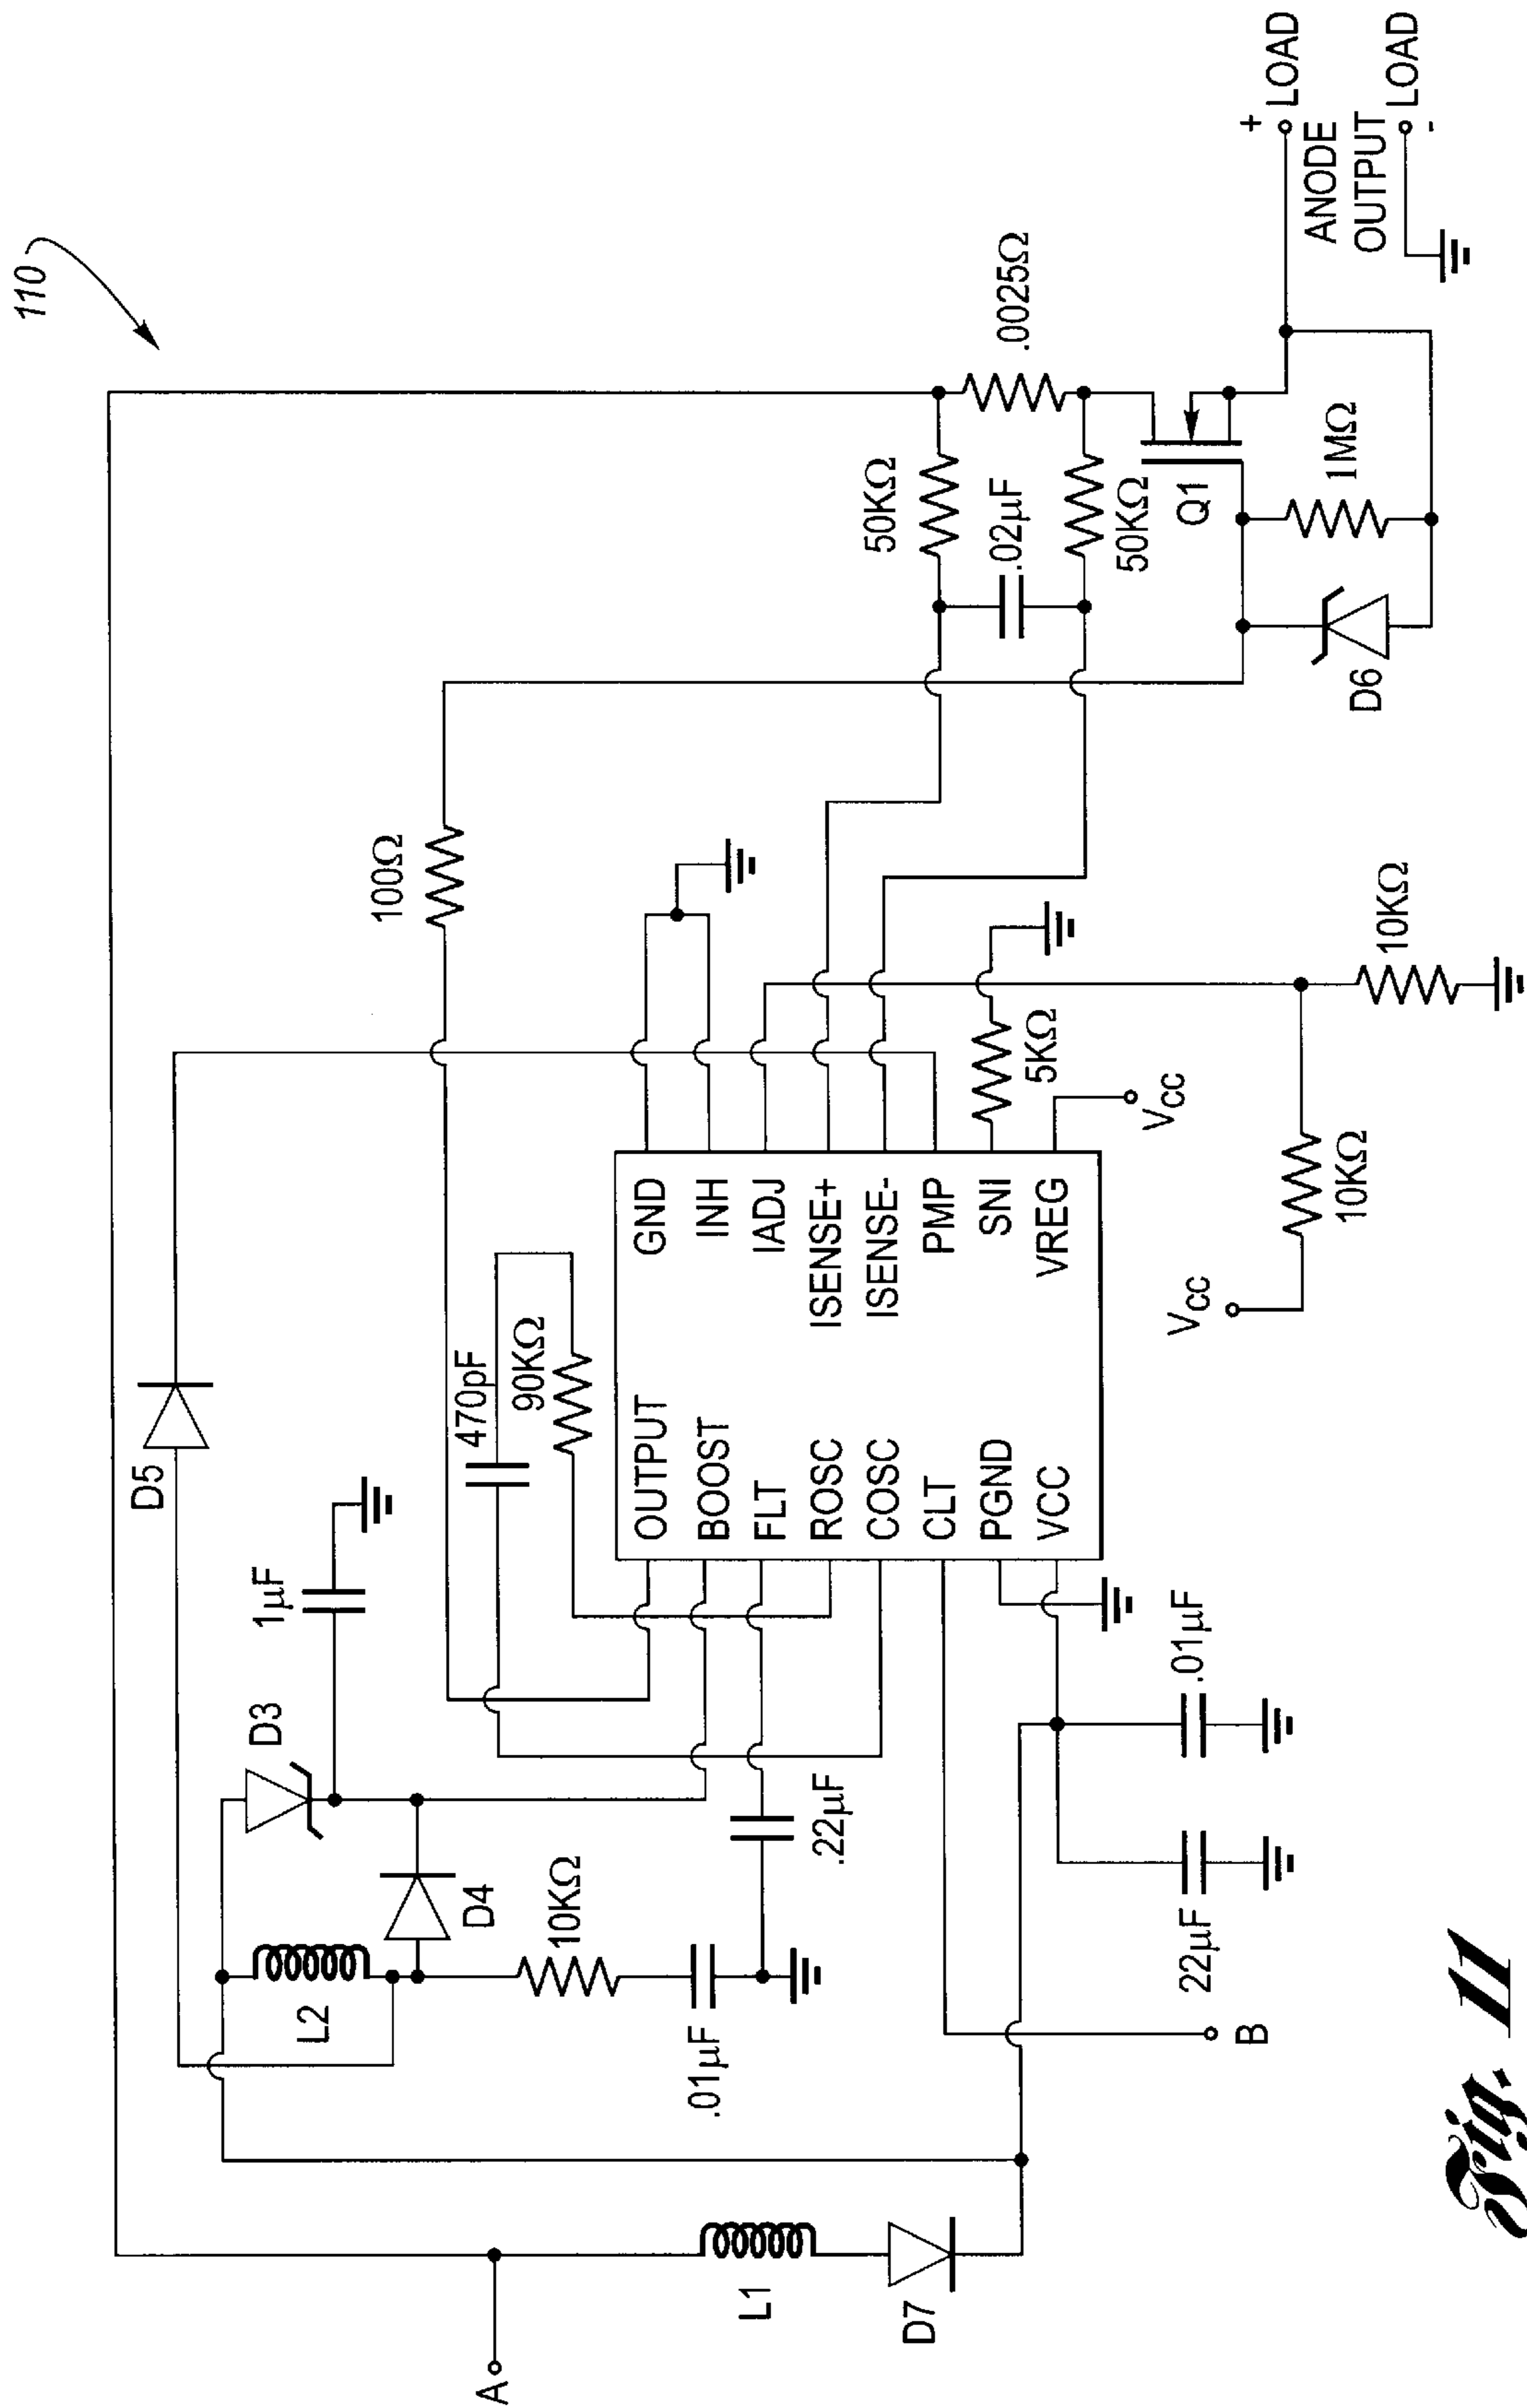 110
A
L1
D7
L2
D3
D4
D5
1µF
10KΩ
.01µF
.22µF
470pF
90KΩ
100Ω
OUTPUT
BOOST
FLT
ROSC
COSC
CLT
PGND
VCC
GND
INH
IADJ
ISENSE+
ISENSE-
PMP
SNI
VREG
B
22µF
.01µF
5KΩ
Vcc
Vcc
10KΩ
10KΩ
50KΩ
.02µF
50KΩ
.0025Ω
Q1
1MΩ
D6
+
LOAD
ANODE
OUTPUT
LOAD
-
Fig. 11